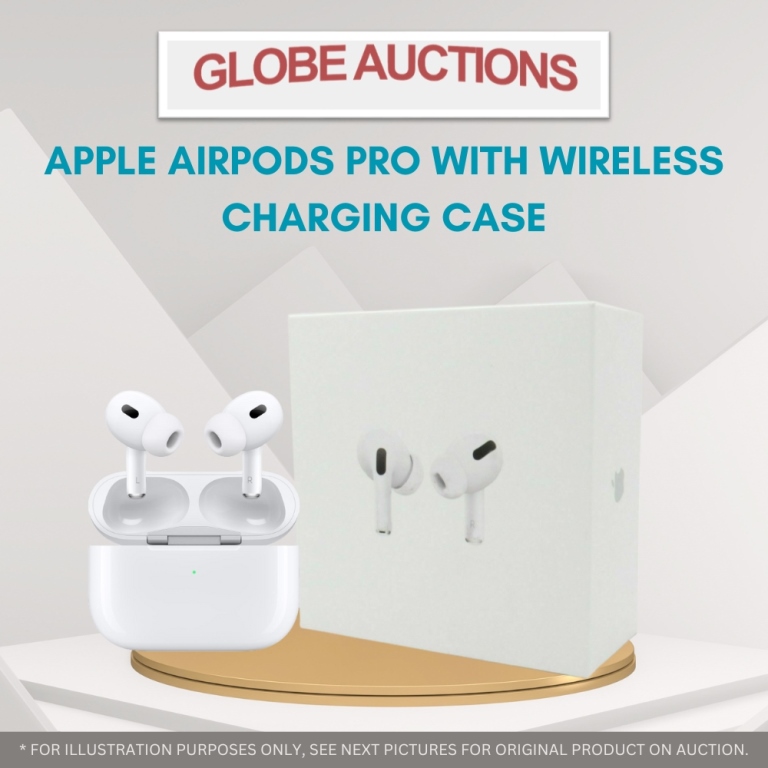 GLOBE AUCTIONS
APPLE AIRPODS PRO WITH WIRELESS
CHARGING CASE
* FOR ILLUSTRATION PURPOSES ONLY, SEE NEXT PICTURES FOR ORIGINAL PRODUCT ON AUCTION.